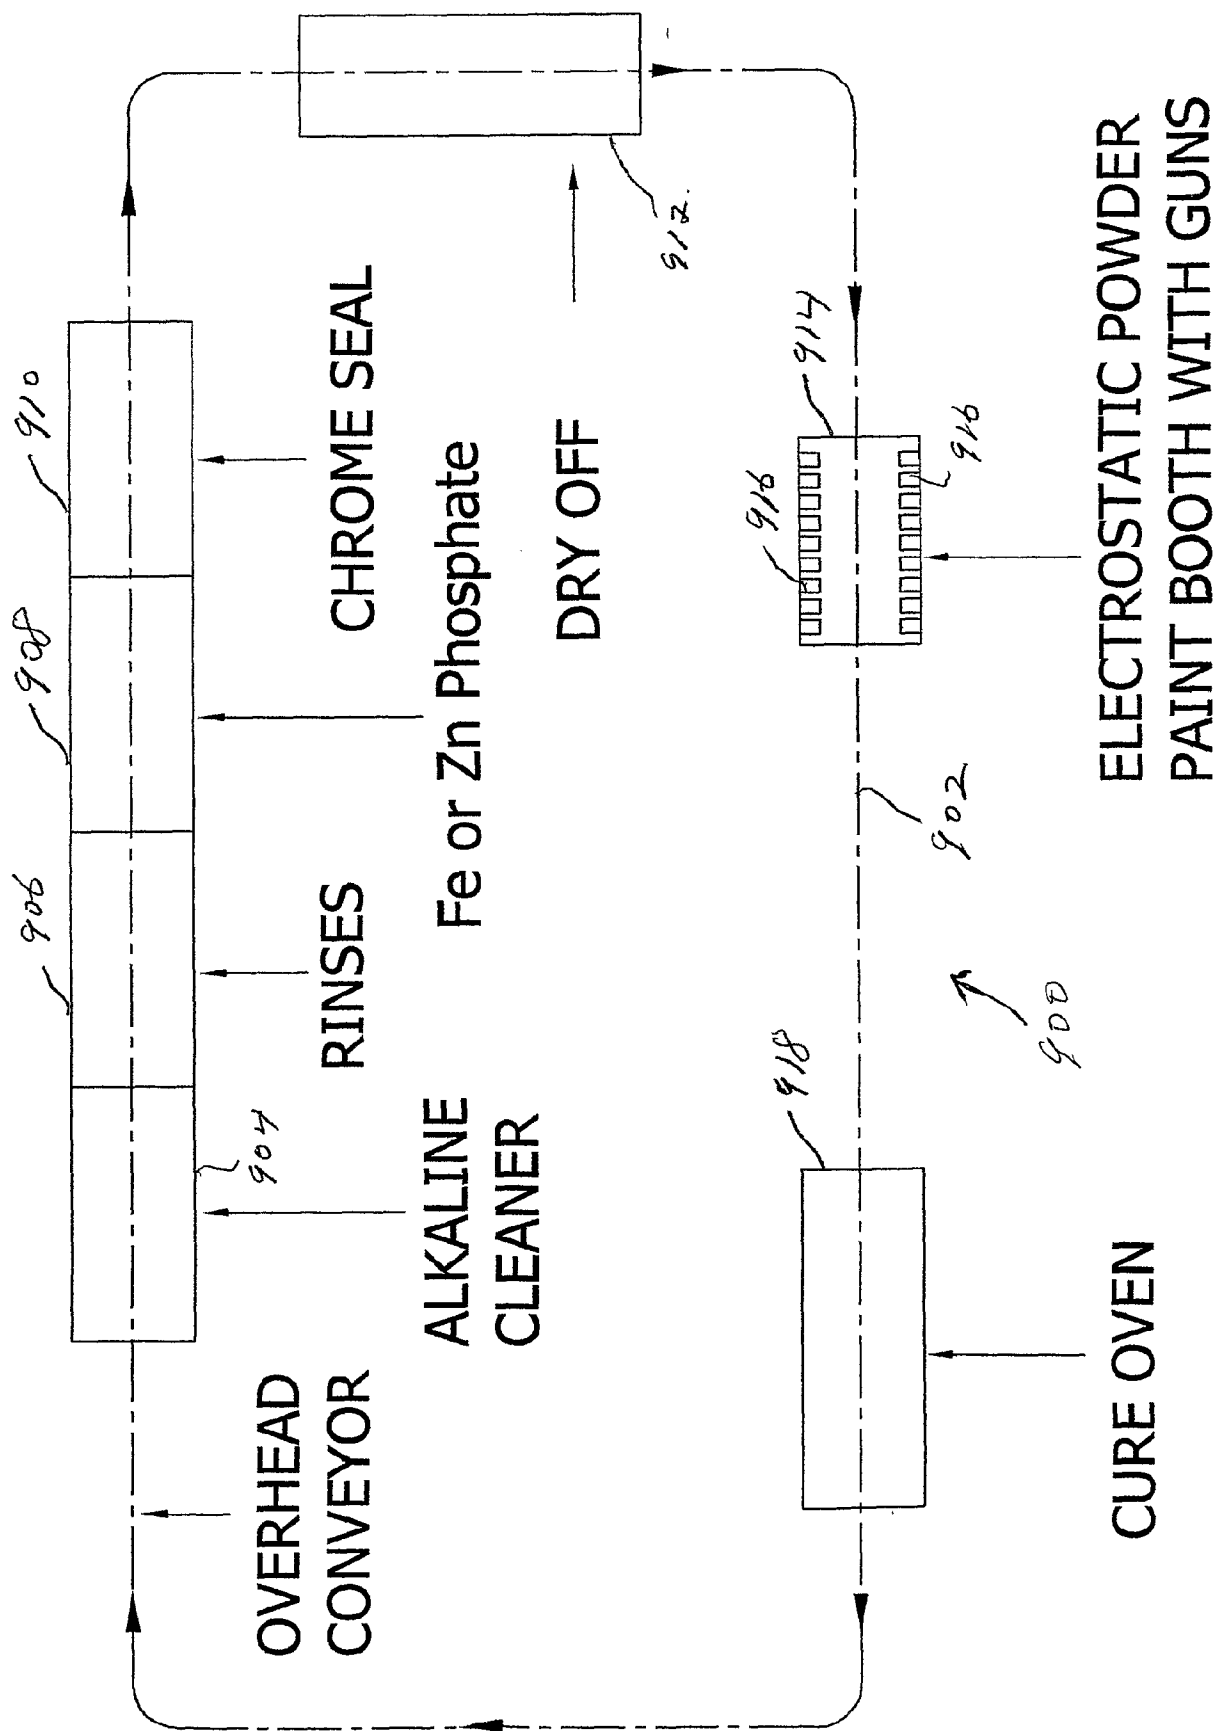 OVERHEAD
CONVEYOR
904
ALKALINE
CLEANER
906
RINSES
908
Fe or Zn Phosphate
910
CHROME SEAL
912.
DRY OFF
914
916
916
ELECTROSTATIC POWDER
PAINT BOOTH WITH GUNS
902
900
918
CURE OVEN